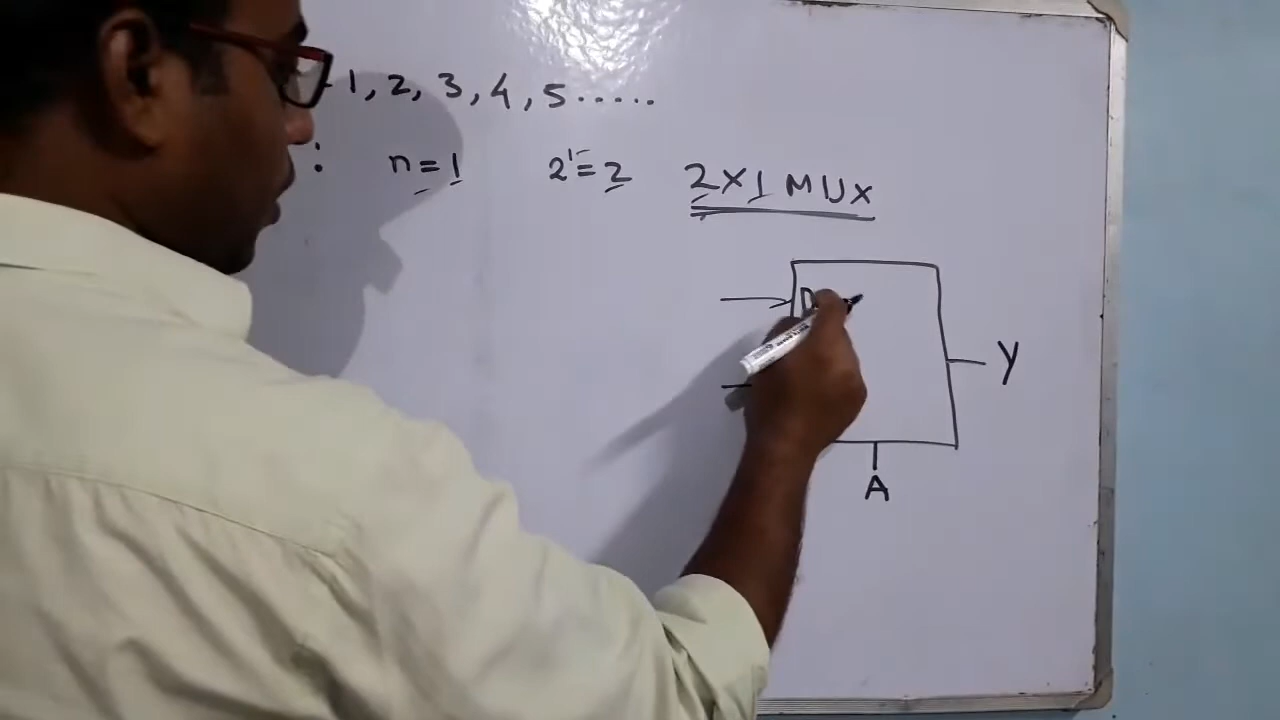 1, 2, 3, 4, 5.....
: n=1 2¹=2 2X1 MUX
D
Y
A